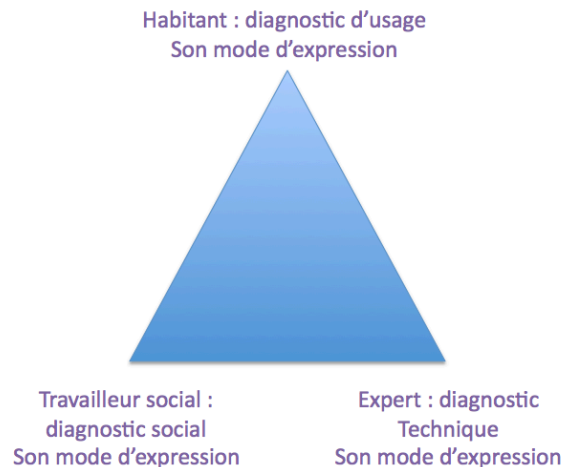 Habitant : diagnostic d’usage
Son mode d’expression
Travailleur social :
diagnostic social
Son mode d’expression
Expert : diagnostic
Technique
Son mode d’expression